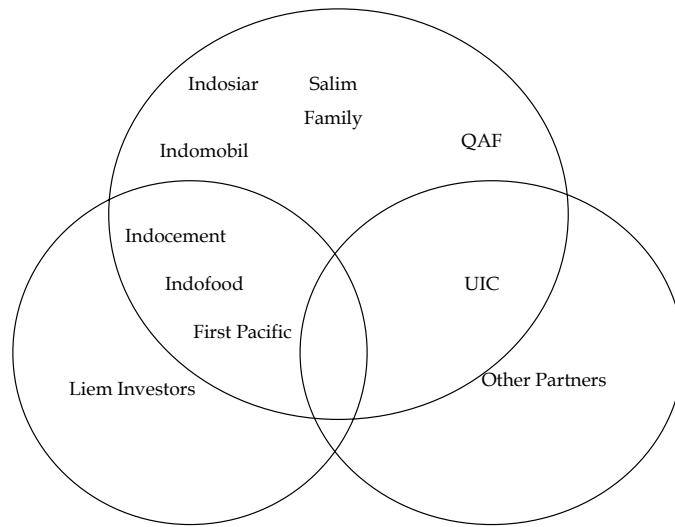 Indosiar
Salim
Family
Indomobil
QAF
Indocement
Indofood
UIC
First Pacific
Liem Investors
Other Partners